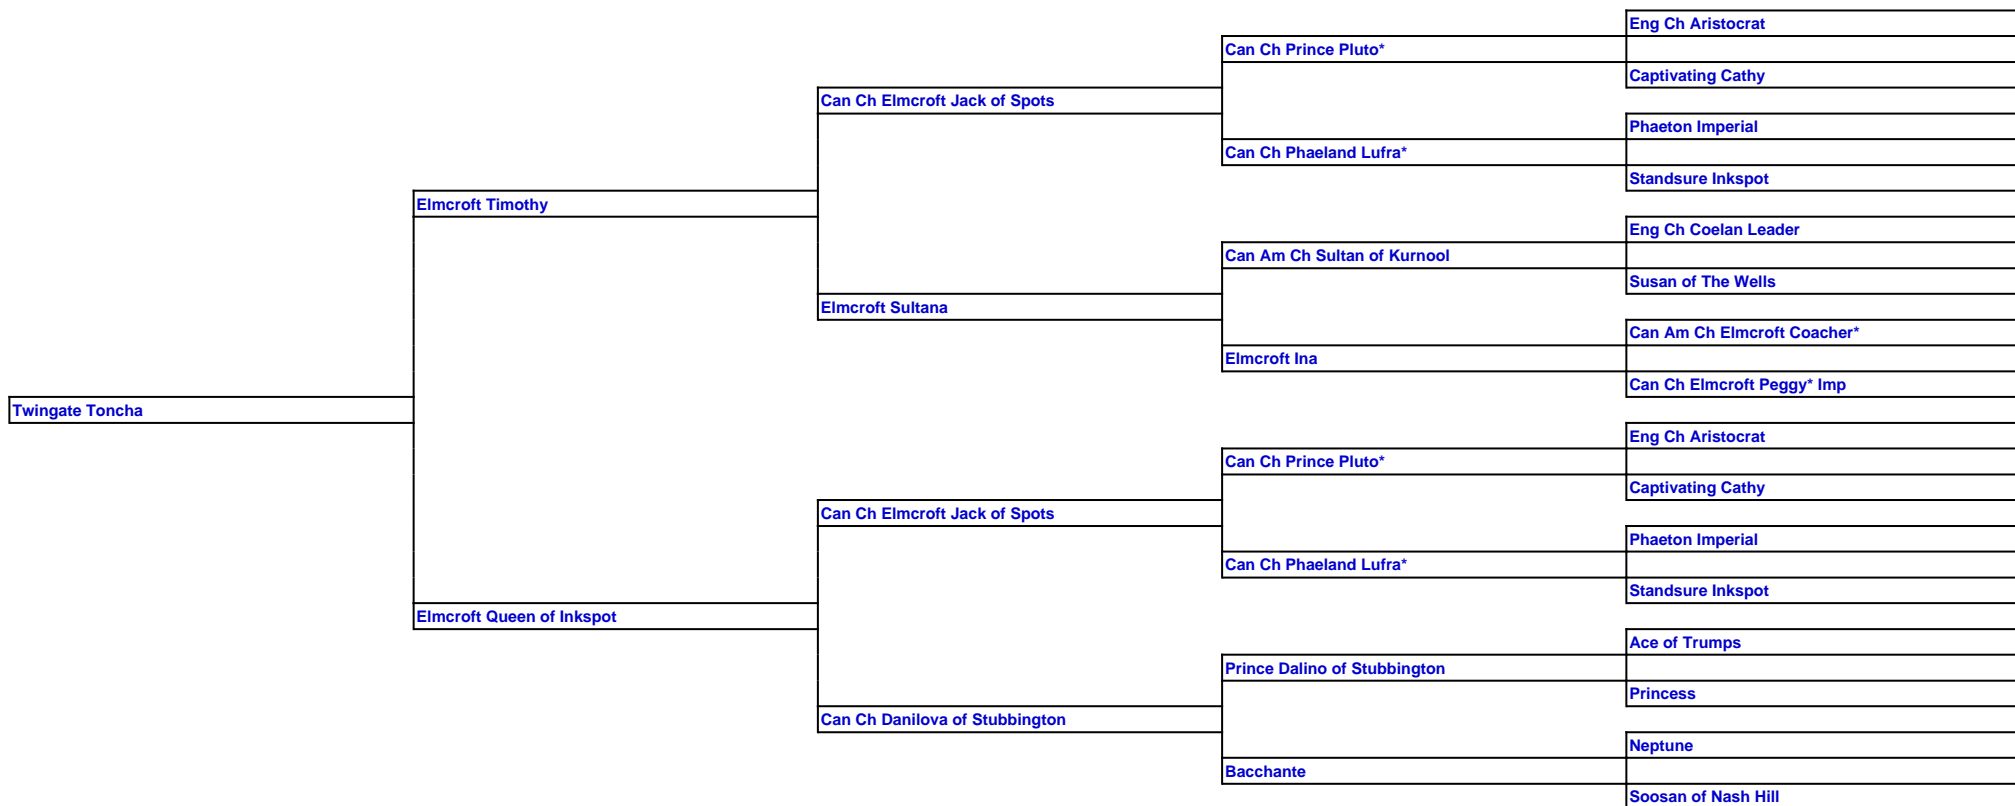 Eng Ch Aristocrat
Can Ch Prince Pluto*
Captivating Cathy
Can Ch Elmcroft Jack of Spots
Phaeton Imperial
Can Ch Phaeland Lufra*
Standsure Inkspot
Elmcroft Timothy
Eng Ch Coelan Leader
Can Am Ch Sultan of Kurnool
Susan of The Wells
Elmcroft Sultana
Can Am Ch Elmcroft Coacher*
Elmcroft Ina
Can Ch Elmcroft Peggy* Imp
Twingate Toncha
Eng Ch Aristocrat
Can Ch Prince Pluto*
Captivating Cathy
Can Ch Elmcroft Jack of Spots
Phaeton Imperial
Can Ch Phaeland Lufra*
Standsure Inkspot
Elmcroft Queen of Inkspot
Ace of Trumps
Prince Dalino of Stubbington
Princess
Can Ch Danilova of Stubbington
Neptune
Bacchante
Soosan of Nash Hill